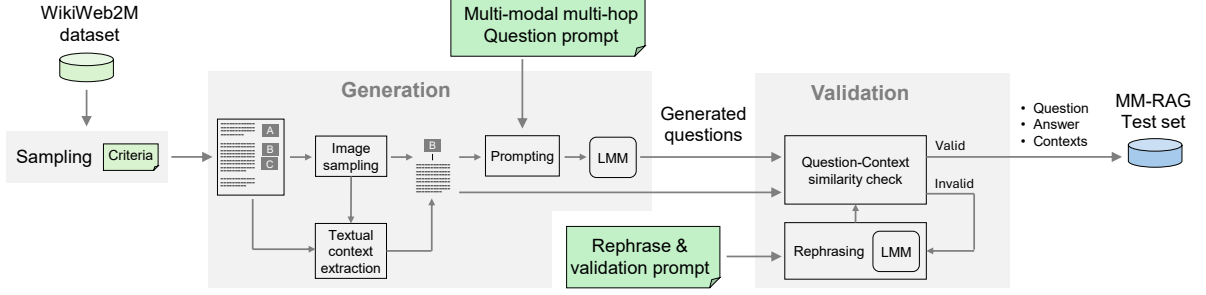 WikiWeb2M
dataset
Sampling
Criteria
Generation
A
B
C
Image
sampling
Textual
context
extraction
B
Multi-modal multi-hop
Question prompt
Prompting
LMM
Generated
questions
Validation
Question-Context
similarity check
Valid
Invalid
Rephrasing
LMM
Rephrase &
validation prompt
• Question
• Answer
• Contexts
MM-RAG
Test set